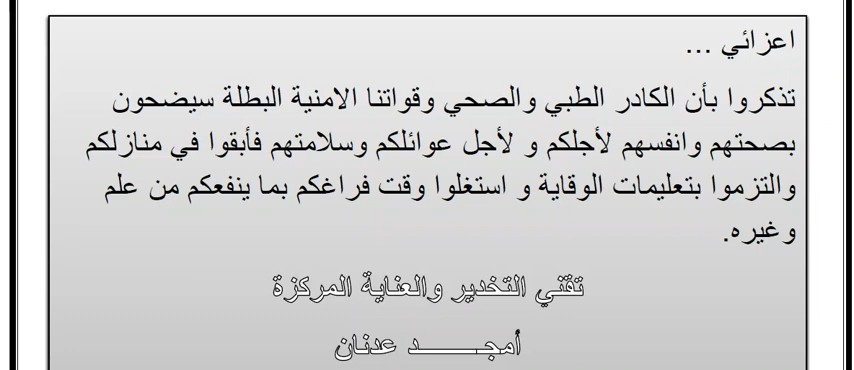 اعزائي ...
تذكروا بأن الكادر الطبي والصحي وقواتنا الامنية البطلة سيضحون
بصحتهم وانفسهم لأجلكم و لأجل عوائلكم وسلامتهم فأبقوا في منازلكم
والتزموا بتعليمات الوقاية و استغلوا وقت فراغكم بما ينفعكم من علم
وغيره.
تقني التخدير والعناية المركزة
أمجـــــــد عدنان